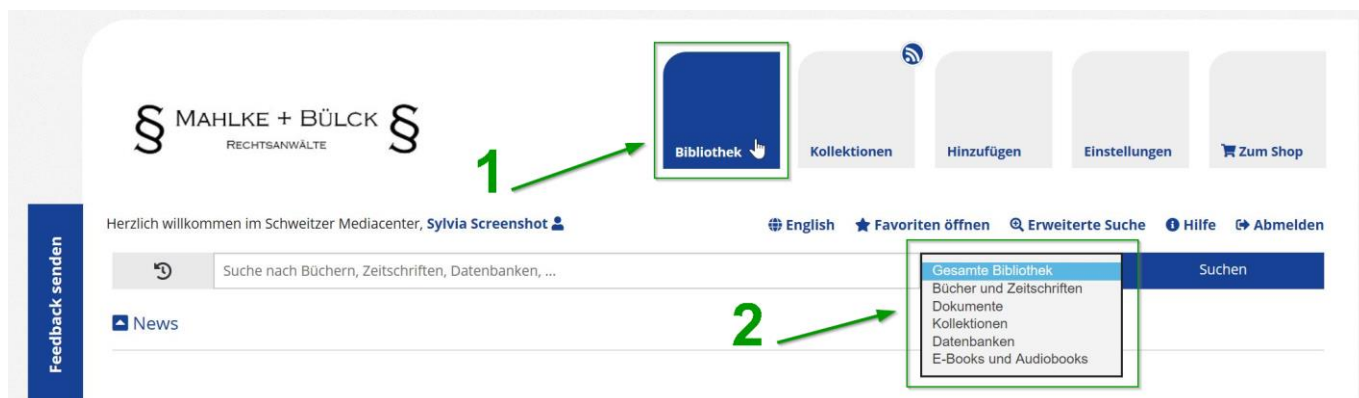 § MAHLKE + BÜLCK §
RECHTSANWÄLTE
1
Bibliothek
Kollektionen
Hinzufügen
Einstellungen
Zum Shop
Feedback senden
Herzlich willkommen im Schweitzer Mediacenter, Sylvia Screenshot
English Favoriten öffnen Erweiterte Suche Hilfe Abmelden
Suche nach Büchern, Zeitschriften, Datenbanken, ...
Gesamte Bibliothek
Bücher und Zeitschriften
Dokumente
Kollektionen
Datenbanken
E-Books und Audiobooks
Suchen
2
News